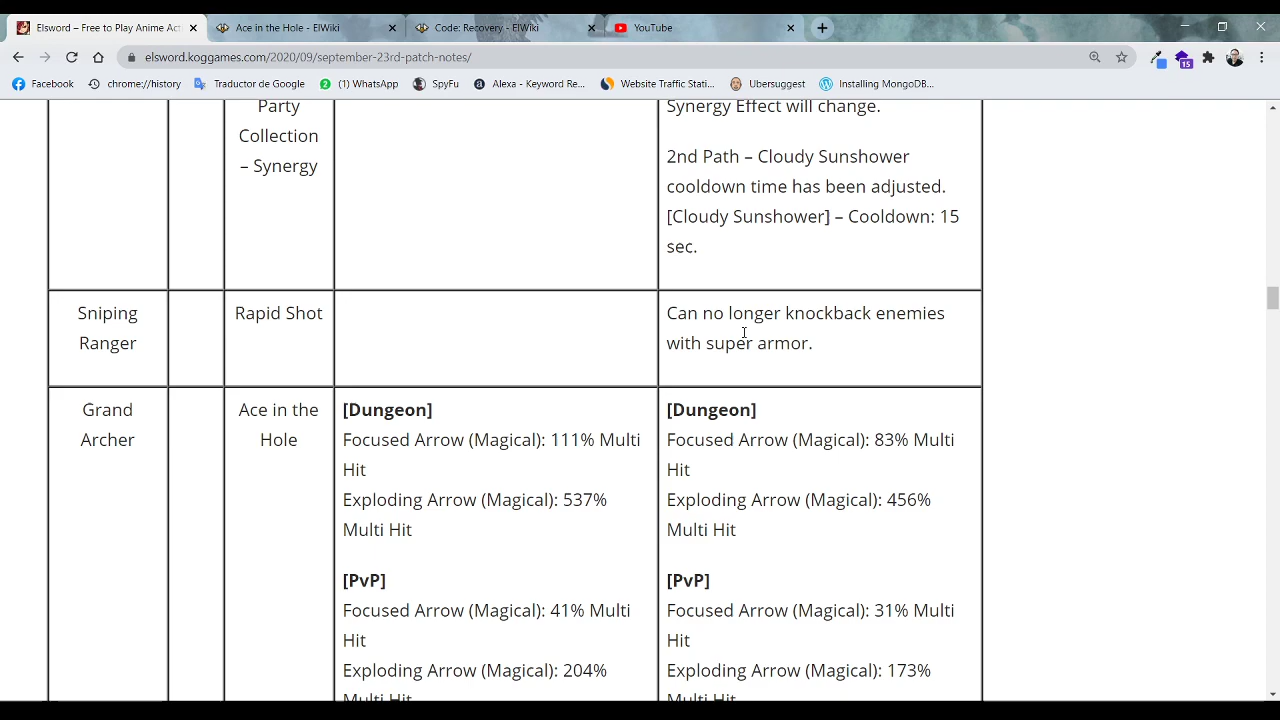 Elsword – Free to Play Anime Act
Ace in the Hole - ElWiki
Code: Recovery - ElWiki
YouTube
elsword.koggames.com/2020/09/september-23rd-patch-notes/
15
Facebook
chrome://history
Traductor de Google
2 (1) WhatsApp
SpyFu
a Alexa - Keyword Re...
Website Traffic Stati...
Ubersuggest
Installing MongoDB...
Party
Collection
– Synergy
Synergy Effect will change.
2nd Path – Cloudy Sunshower
cooldown time has been adjusted.
[Cloudy Sunshower] – Cooldown: 15
sec.
Sniping
Ranger
Rapid Shot
Can no longer knockback enemies
with super armor.
Grand
Archer
Ace in the
Hole
[Dungeon]
Focused Arrow (Magical): 111% Multi
Hit
Exploding Arrow (Magical): 537%
Multi Hit
[PvP]
Focused Arrow (Magical): 41% Multi
Hit
Exploding Arrow (Magical): 204%
Multi Hit
[Dungeon]
Focused Arrow (Magical): 83% Multi
Hit
Exploding Arrow (Magical): 456%
Multi Hit
[PvP]
Focused Arrow (Magical): 31% Multi
Hit
Exploding Arrow (Magical): 173%
Multi Hit